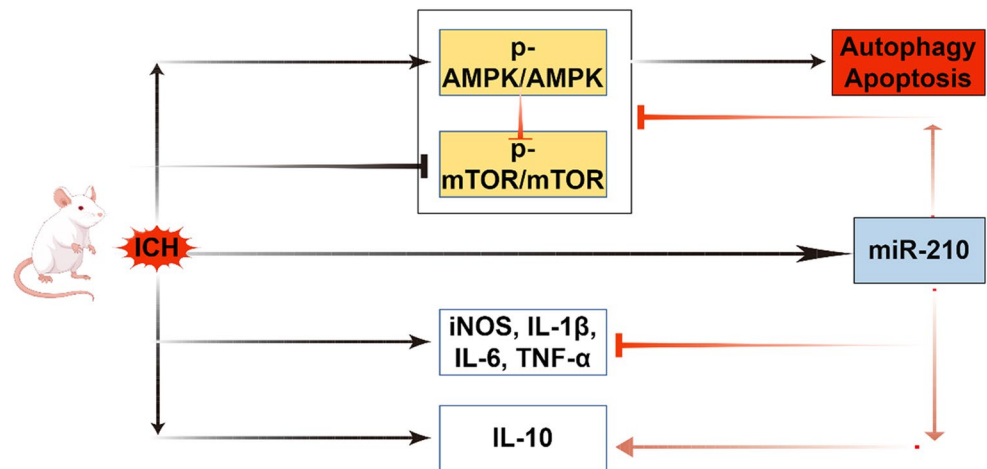 p-
AMPK/AMPK
Autophagy
Apoptosis
p-
mTOR/mTOR
ICH
miR-210
iNOS, IL-1β,
IL-6, TNF-α
IL-10